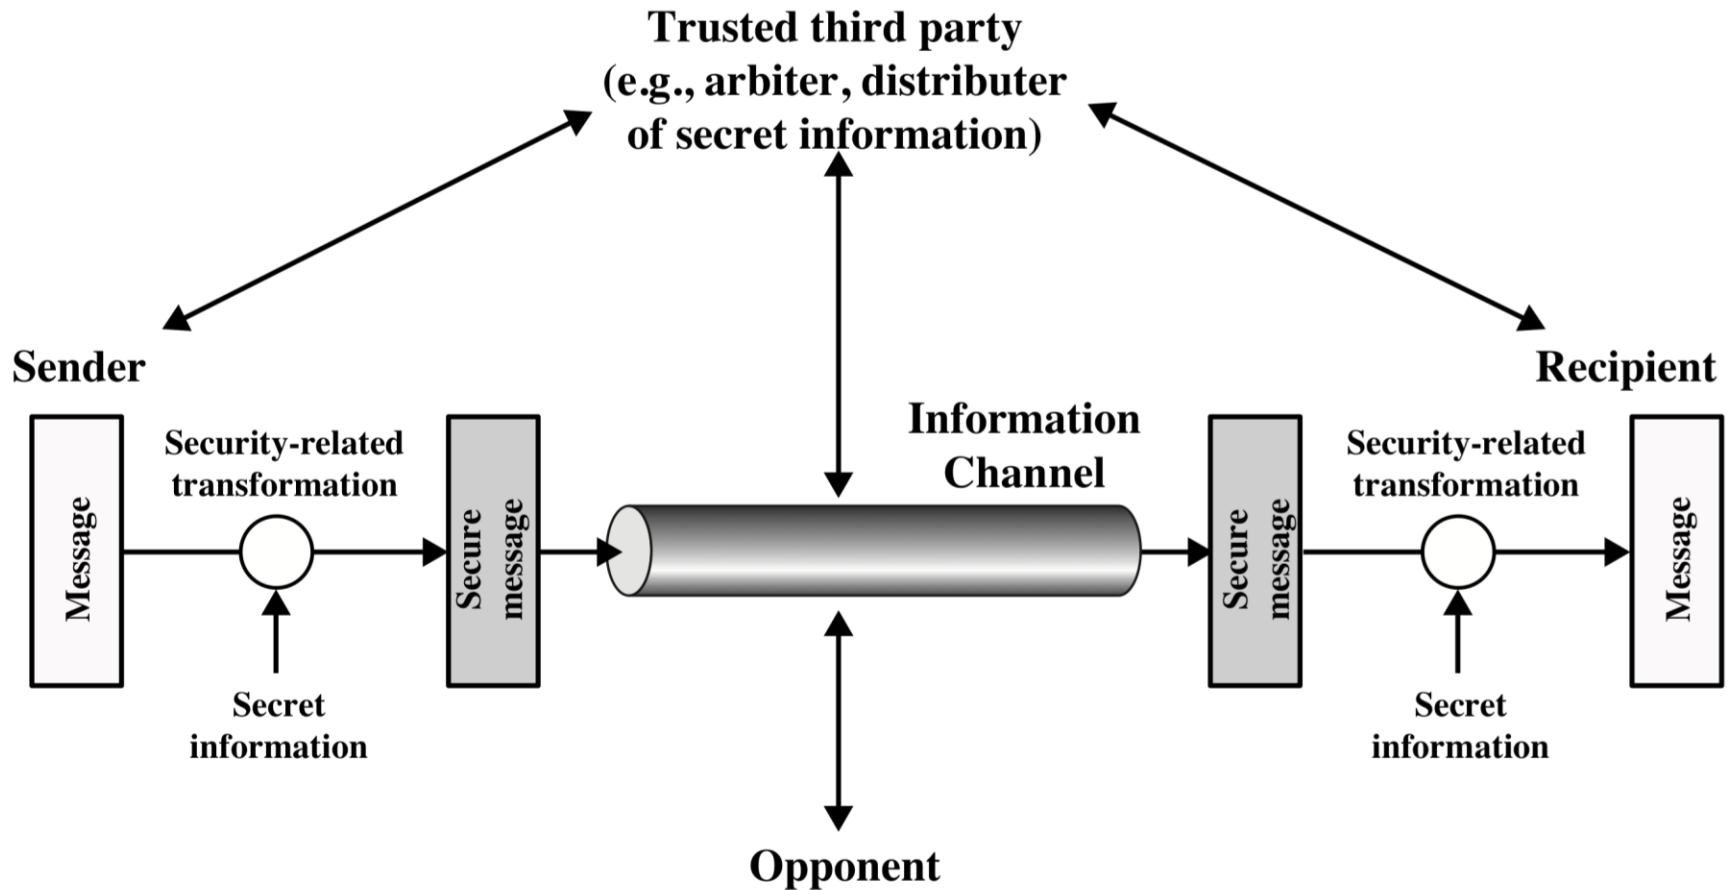 Trusted third party
(e.g., arbiter, distributer
of secret information)
Sender
Recipient
Information
Channel
Security-related
transformation
Security-related
transformation
Message
Secure
message
Secure
message
Message
Secret
information
Secret
information
Opponent